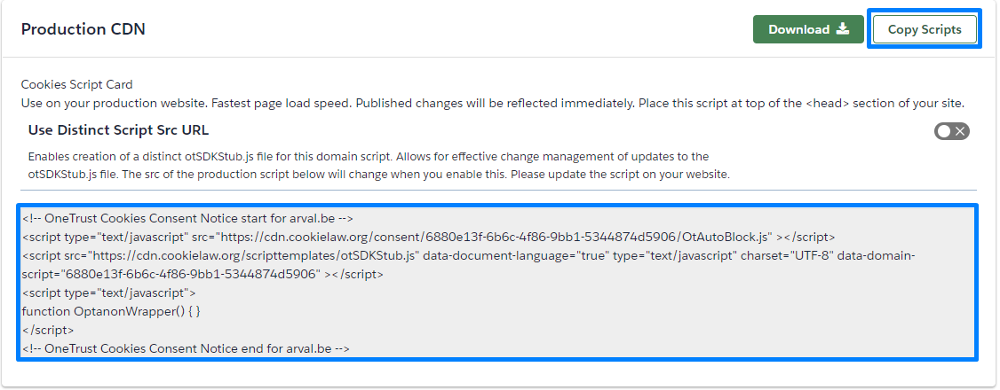 Production CDN
Download
Copy Scripts
Cookies Script Card
Use on your production website. Fastest page load speed. Published changes will be reflected immediately. Place this script at top of the <head> section of your site.
Use Distinct Script Src URL
Enables creation of a distinct otSDKStub.js file for this domain script. Allows for effective change management of updates to the
otSDKStub.js file. The src of the production script below will change when you enable this. Please update the script on your website.
<!-- OneTrust Cookies Consent Notice start for arval.be -->
<script type="text/javascript" src="https://cdn.cookielaw.org/consent/6880e13f-6b6c-4f86-9bb1-5344874d5906/OtAutoBlock.js" ></script>
<script src="https://cdn.cookielaw.org/scripttemplates/otSDKStub.js" data-document-language="true" type="text/javascript" charset="UTF-8" data-domain-
script="6880e13f-6b6c-4f86-9bb1-5344874d5906" ></script>
<script type="text/javascript">
function OptanonWrapper() { }
</script>
<!-- OneTrust Cookies Consent Notice end for arval.be -->